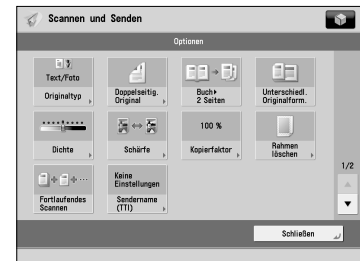 Scannen und Senden
Optionen
Text/Foto
Originaltyp
Doppelseitig.
Original
Buch▸
2 Seiten
Unterschiedl.
Originalform.
Dichte
Schärfe
100 %
Kopierfaktor
Rahmen
löschen
Keine
Einstellungen
Fortlaufendes
Scannen
Sendername
(TTI)
1/2
Schließen